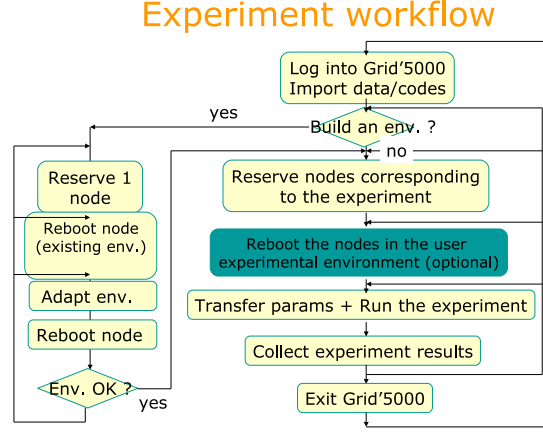 Experiment workflow
Log into Grid'5000
Import data/codes
yes
Build an env. ?
no
Reserve 1
node
Reserve nodes corresponding
to the experiment
Reboot node
(existing env.)
Reboot the nodes in the user
experimental environment (optional)
Adapt env.
Transfer params + Run the experiment
Reboot node
Collect experiment results
Env. OK ?
yes
Exit Grid'5000